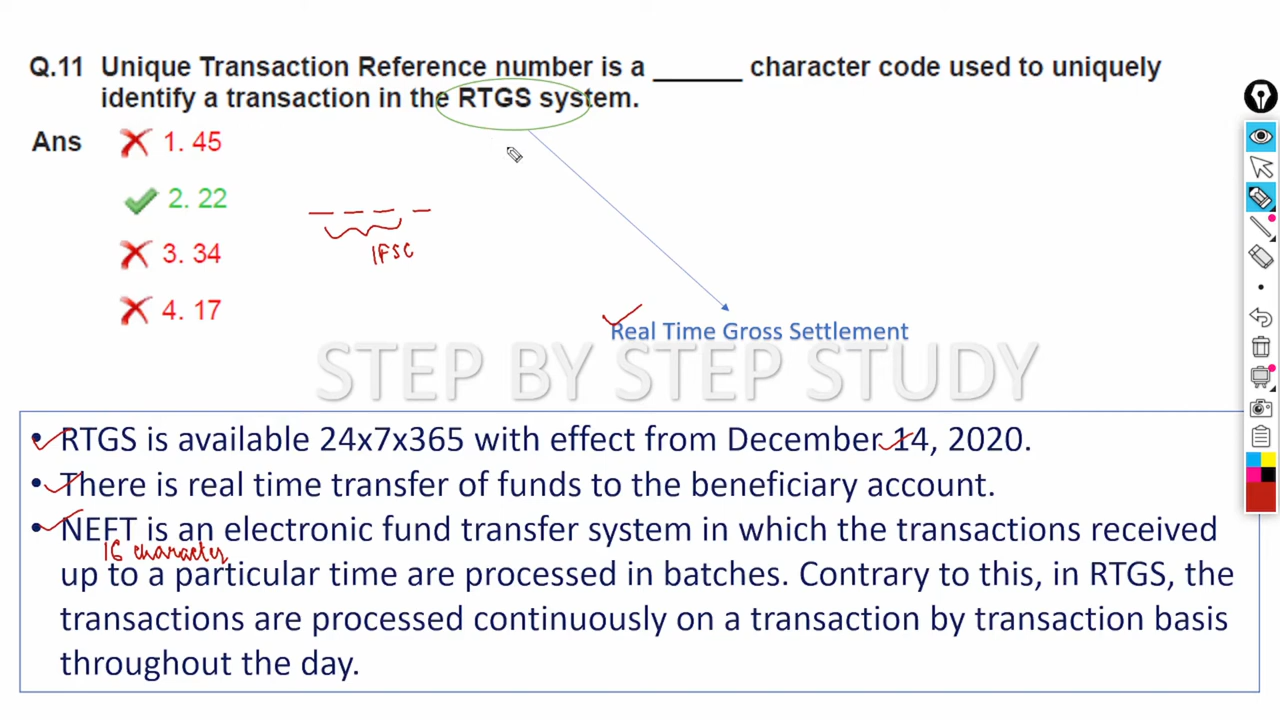 Q.11 Unique Transaction Reference number is a ______ character code used to uniquely
identify a transaction in the RTGS system.
Ans 1. 45
2. 22
3. 34
4. 17
IFSC
Real Time Gross Settlement
STEP BY STEP STUDY
• RTGS is available 24x7x365 with effect from December 14, 2020.
• There is real time transfer of funds to the beneficiary account.
• NEFT is an electronic fund transfer system in which the transactions received
16 character
up to a particular time are processed in batches. Contrary to this, in RTGS, the
transactions are processed continuously on a transaction by transaction basis
throughout the day.